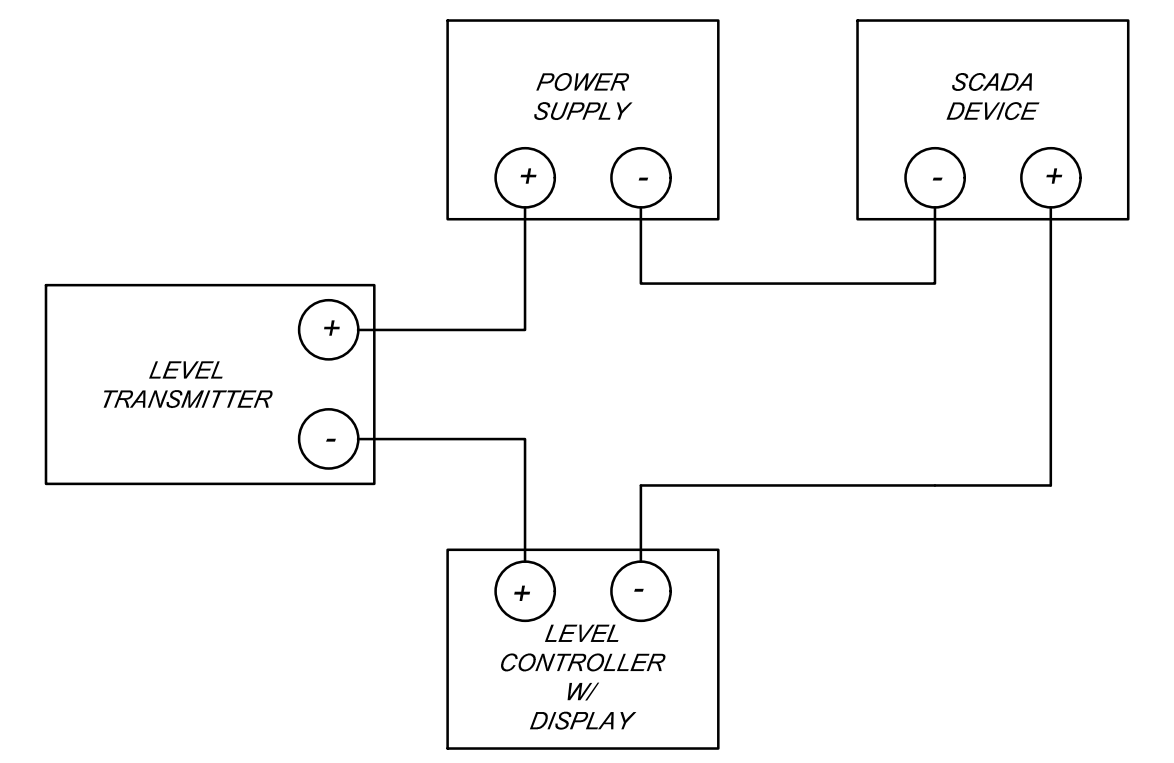 POWER
SUPPLY
+ -
SCADA
DEVICE
- +
+
LEVEL
TRANSMITTER
-
+ -
LEVEL
CONTROLLER
W/
DISPLAY